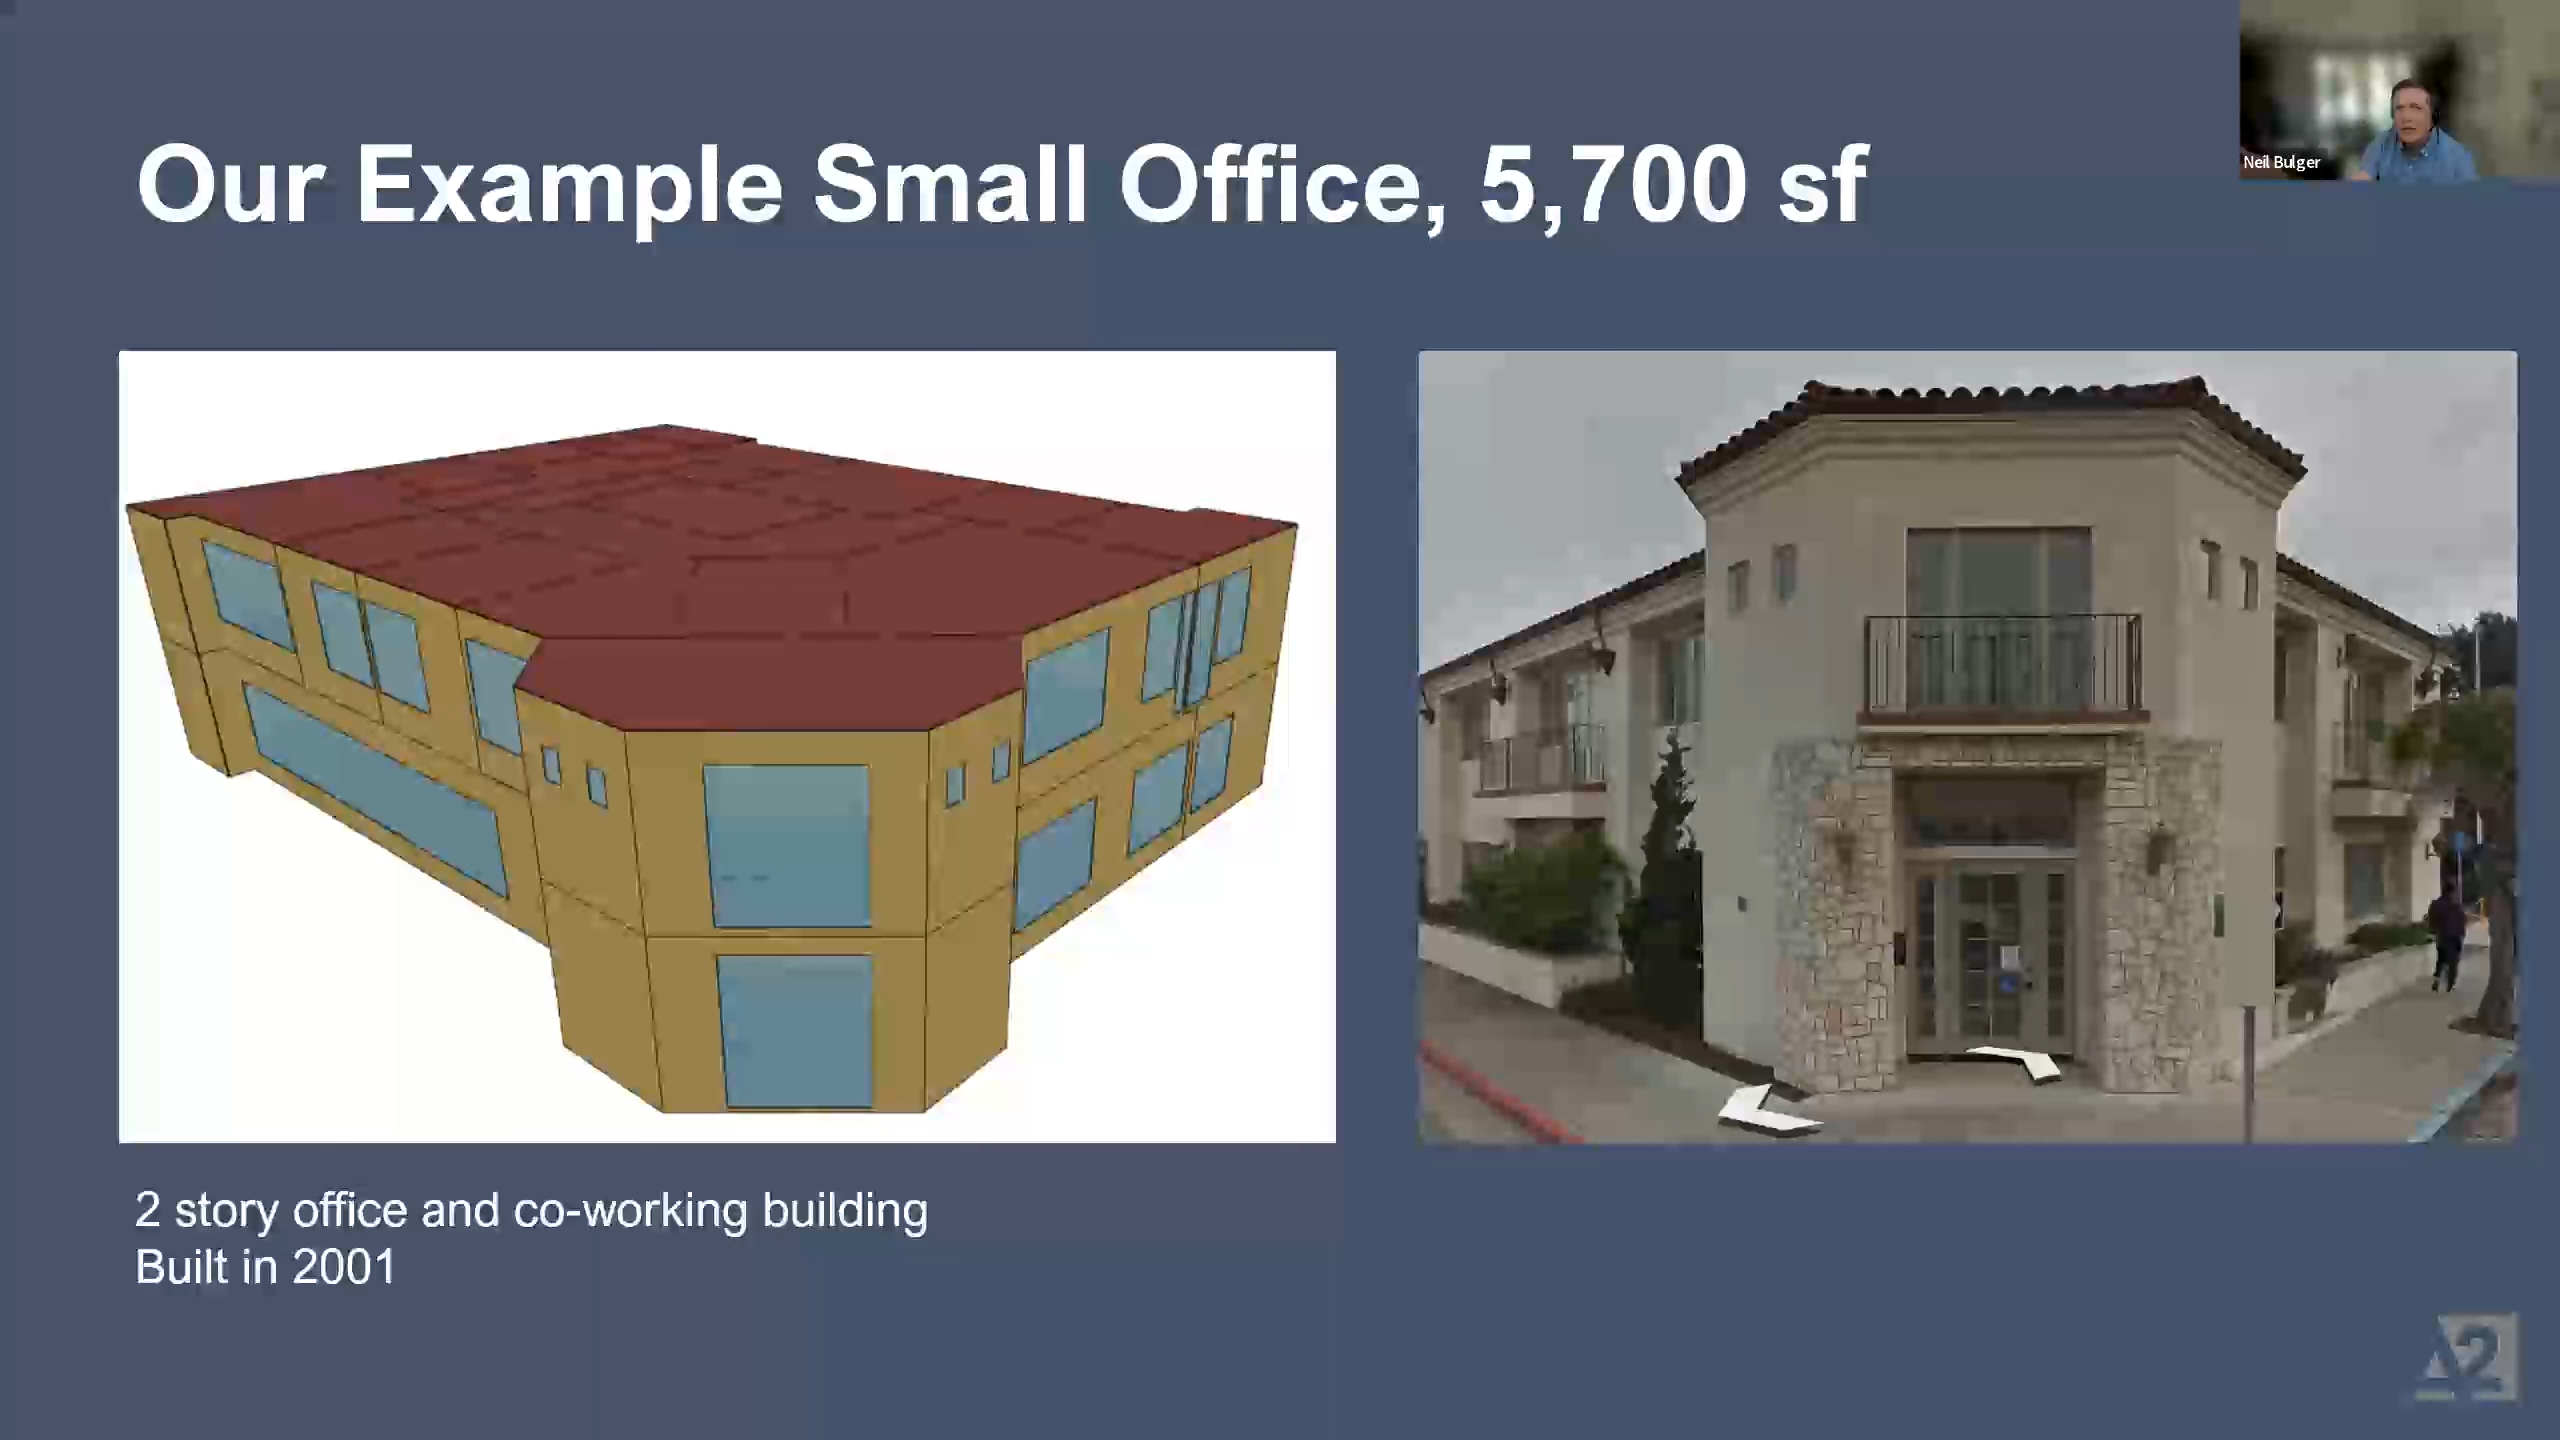 Our Example Small Office, 5,700 sf
Neil Bulger
2 story office and co-working building
Built in 2001
A2